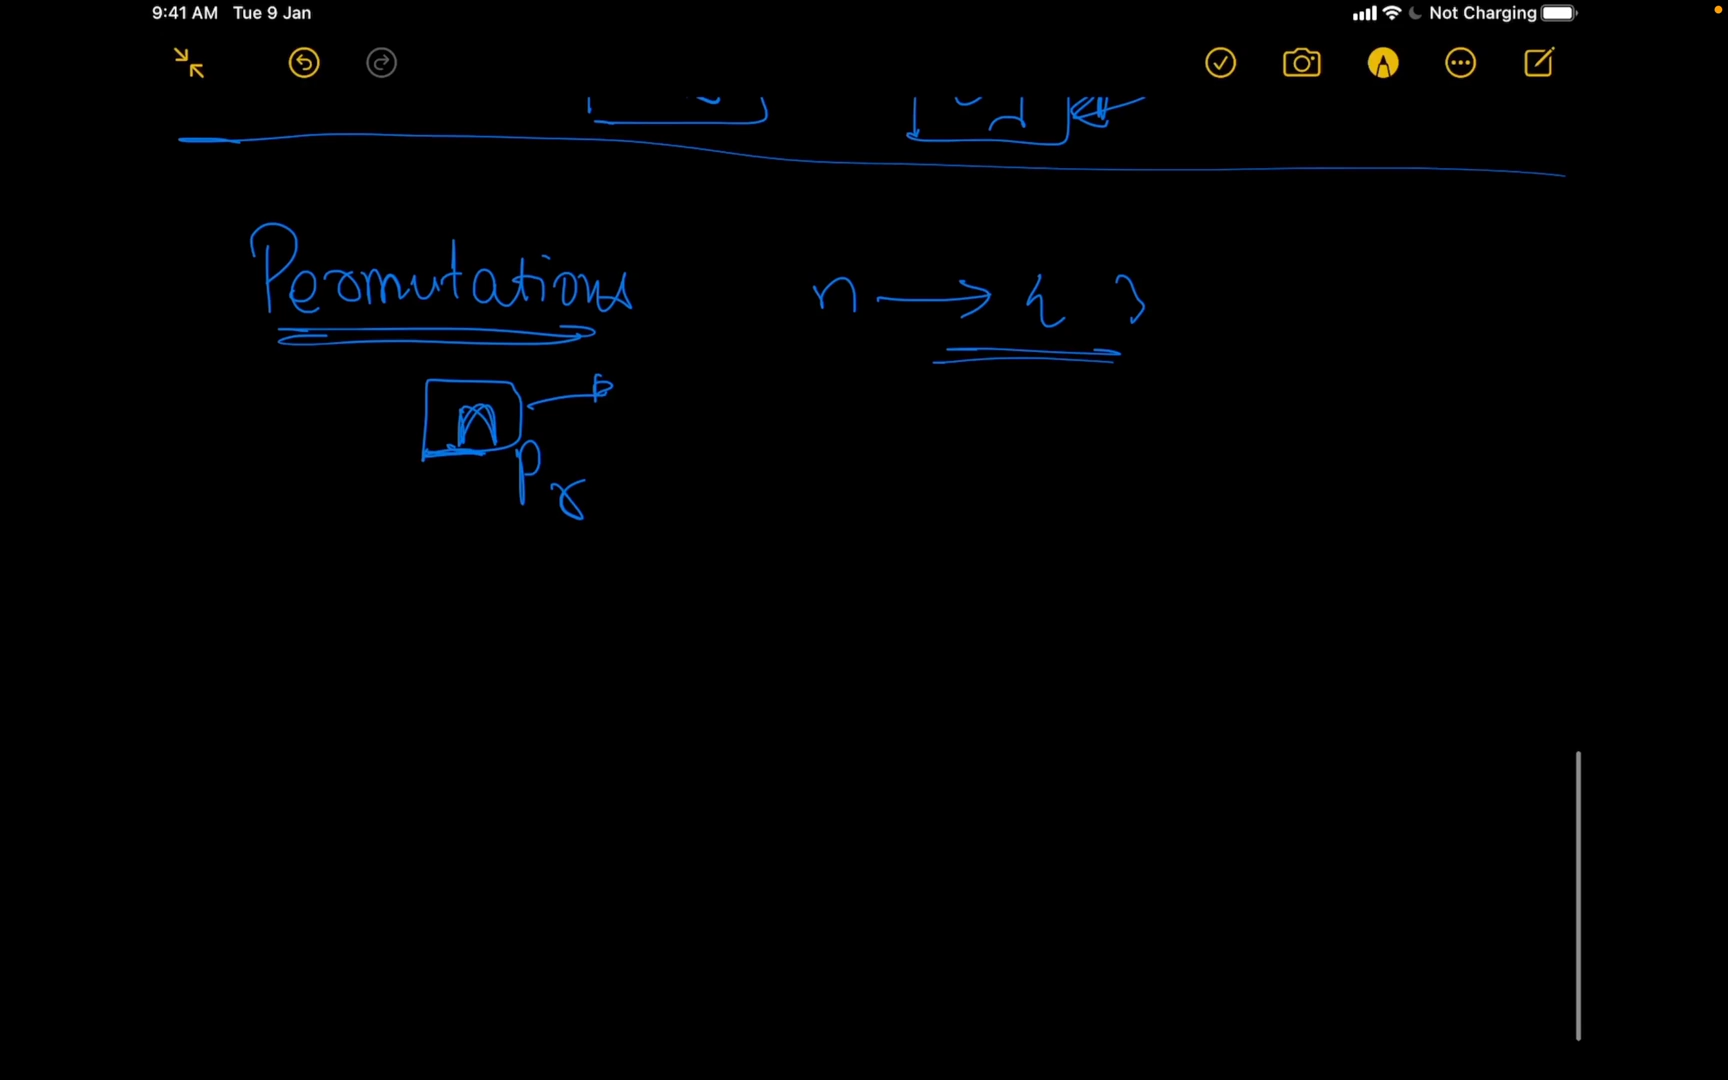 9:41 AM Tue 9 Jan Not Charging
Permutations n → { }
n P r